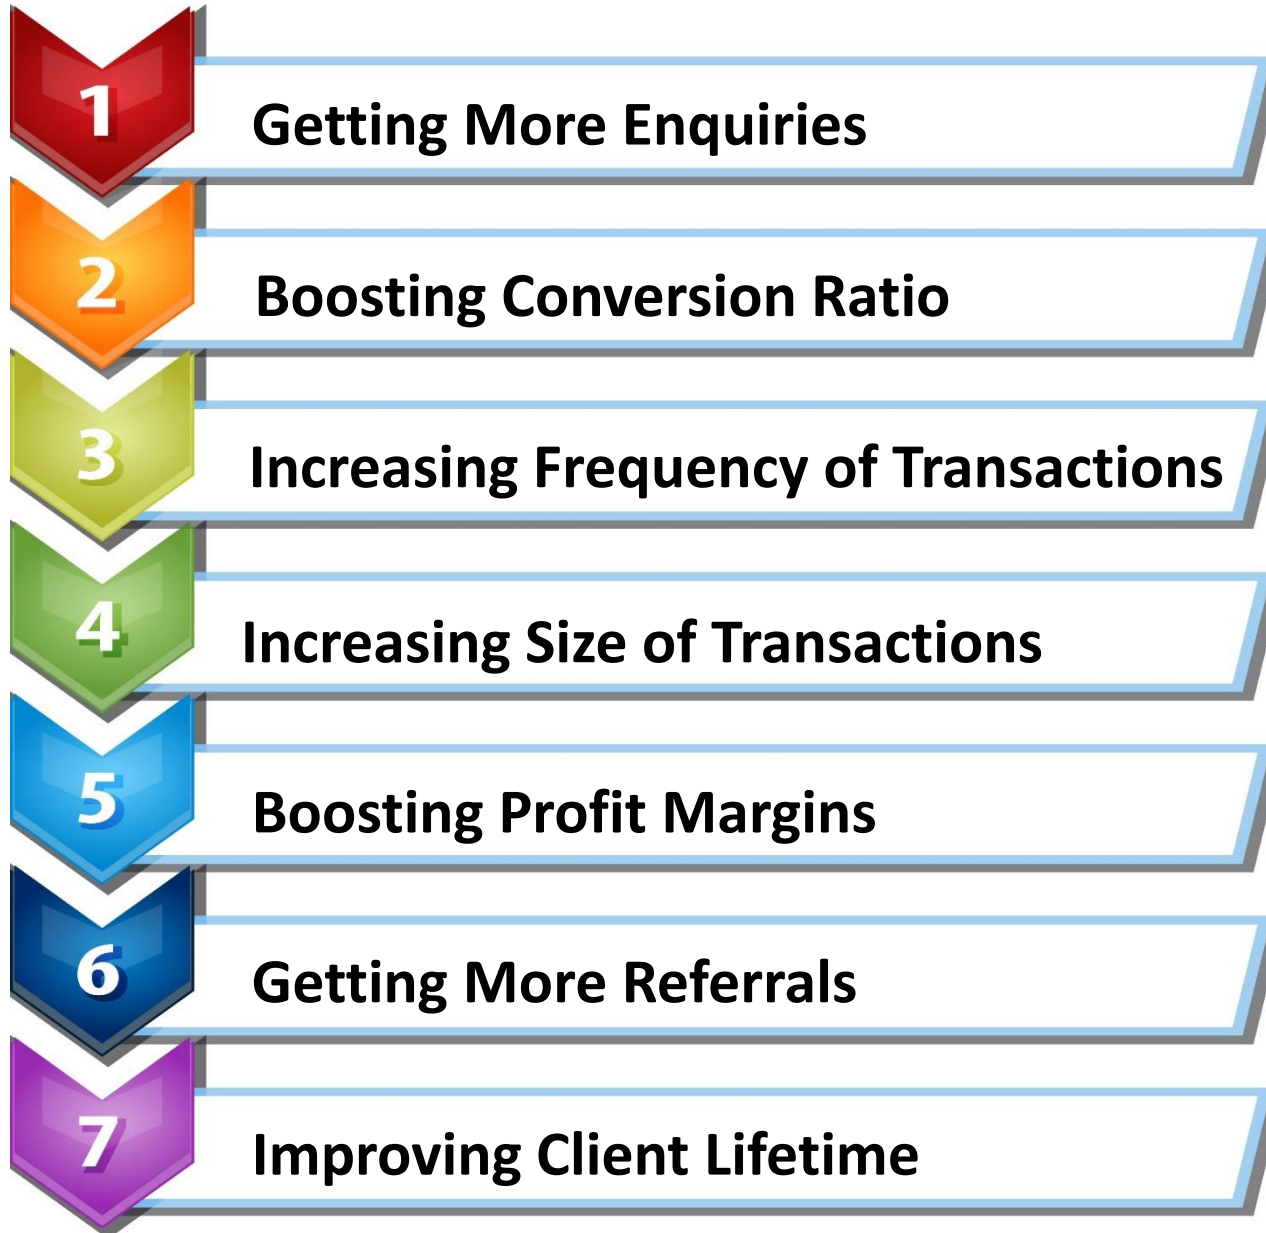 1 Getting More Enquiries
2 Boosting Conversion Ratio
3 Increasing Frequency of Transactions
4 Increasing Size of Transactions
5 Boosting Profit Margins
6 Getting More Referrals
7 Improving Client Lifetime